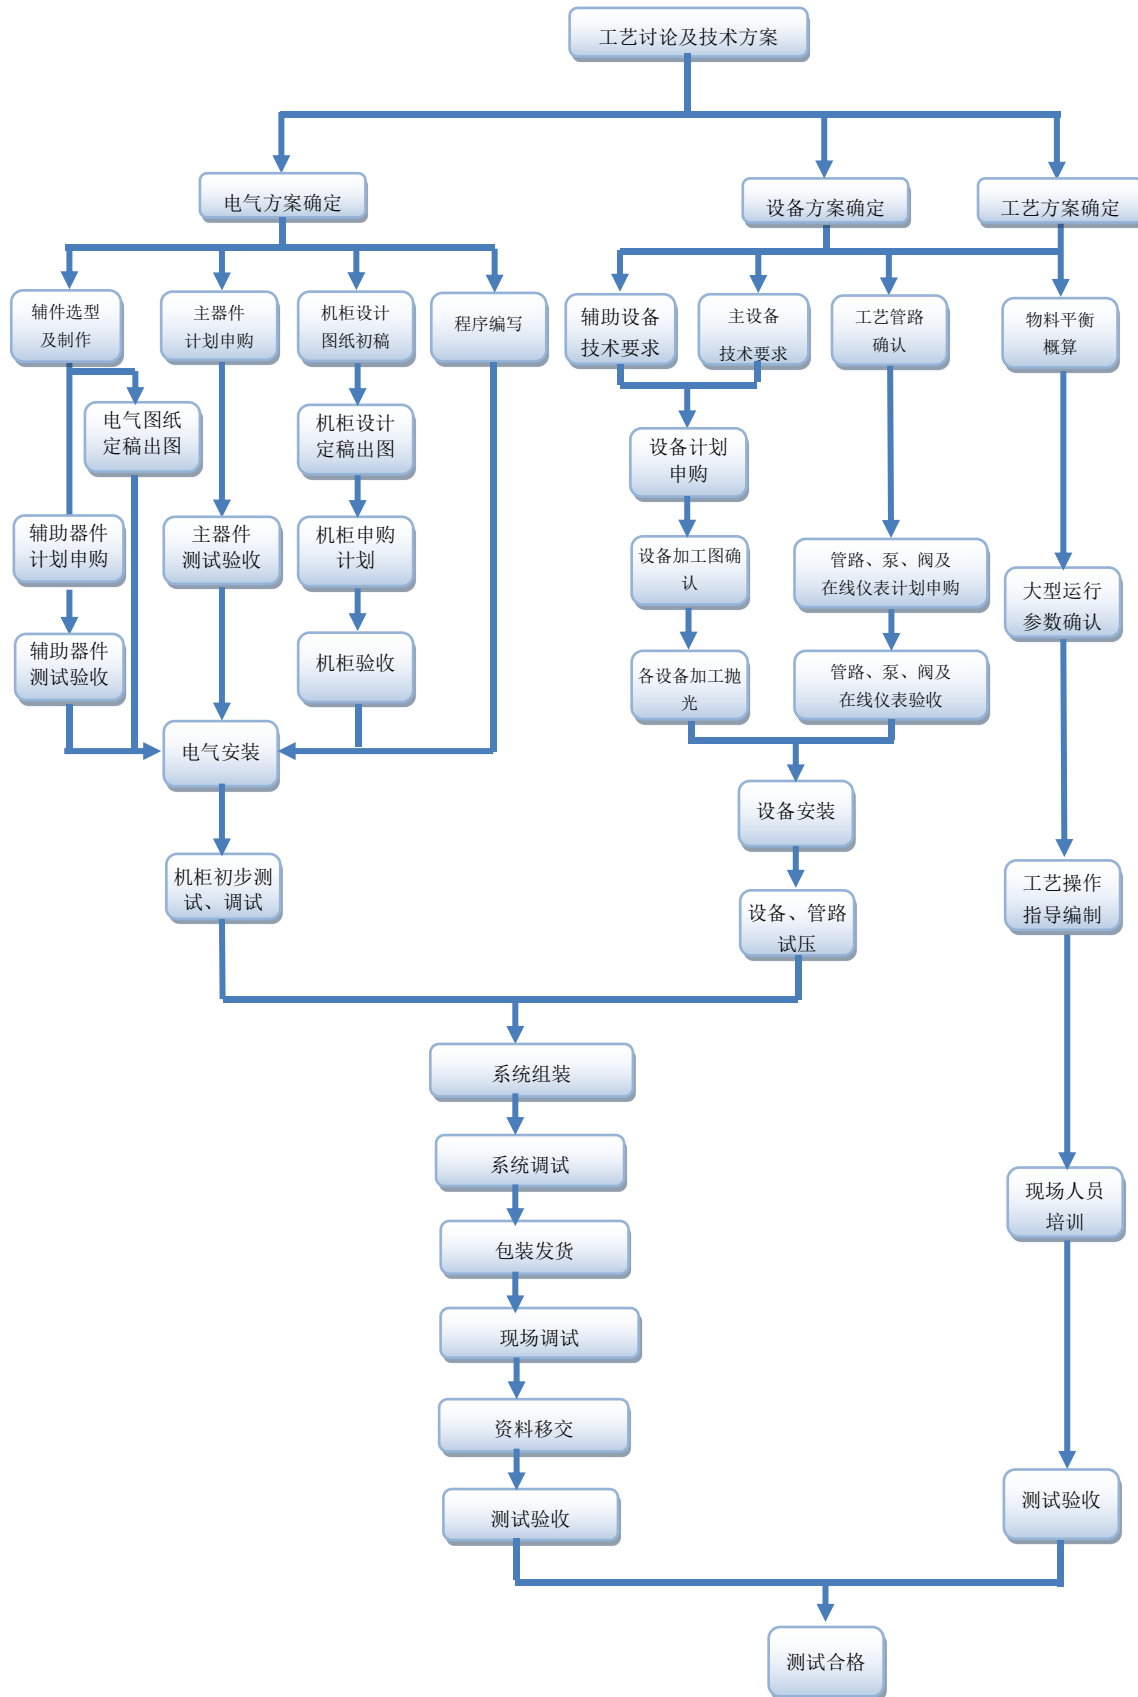 工艺讨论及技术方案
电气方案确定
设备方案确定
工艺方案确定
辅件选型
及制作
主器件
计划申购
机柜设计
图纸初稿
程序编写
辅助设备
技术要求
主设备
技术要求
工艺管路
确认
物料平衡
概算
电气图纸
定稿出图
机柜设计
定稿出图
设备计划
申购
辅助器件
计划申购
主器件
测试验收
机柜申购
计划
设备加工图确
认
管路、泵、阀及
在线仪表计划申购
大型运行
参数确认
辅助器件
测试验收
机柜验收
各设备加工抛
光
管路、泵、阀及
在线仪表验收
电气安装
设备安装
机柜初步测
试、调试
设备、管路
试压
工艺操作
指导编制
系统组装
系统调试
现场人员
培训
包装发货
现场调试
资料移交
测试验收
测试验收
测试合格